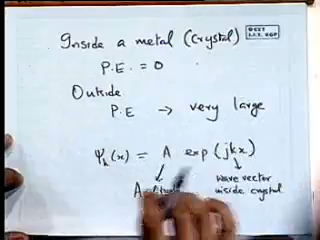 Inside a metal (Crystal)
P.E. = 0
Outside
P.E → very large
Ψk(x) = A exp (jkx)
wave vector
inside crystal